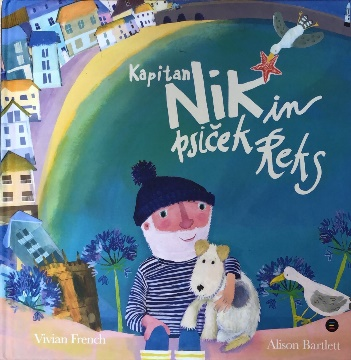 Kapitan
Nik in
psiček Reks
Vivian French
Alison Bartlett